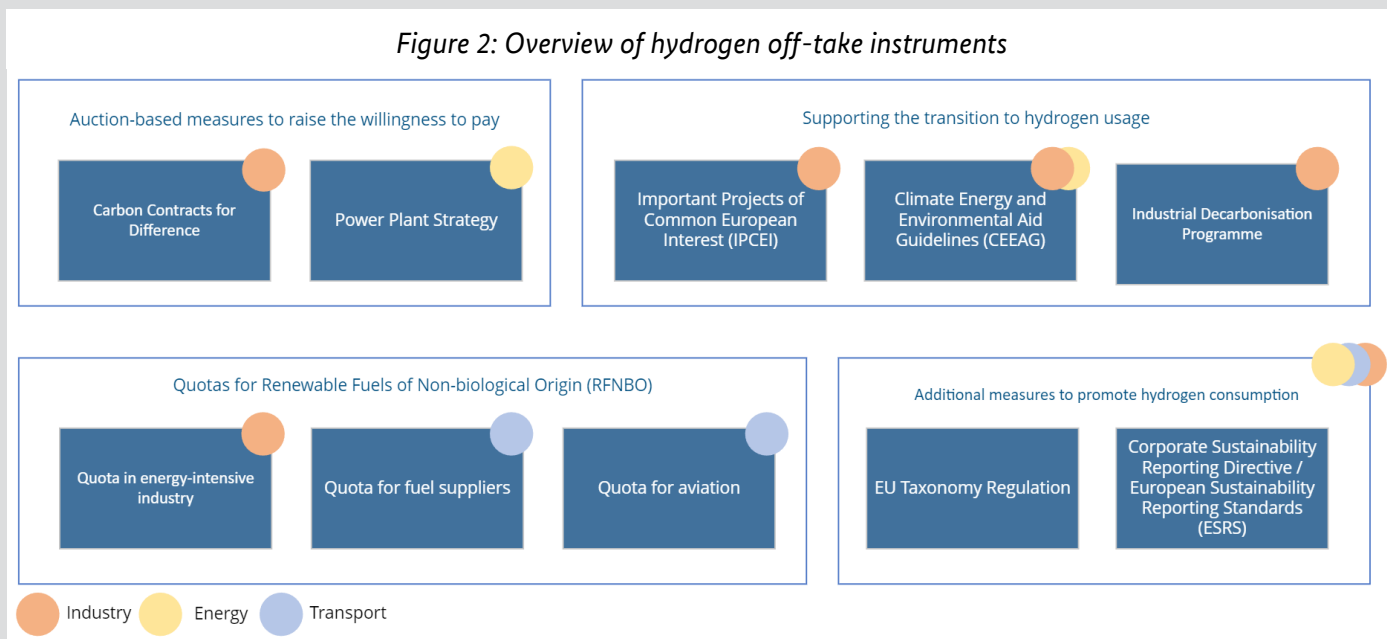 Figure 2: Overview of hydrogen off-take instruments
Auction-based measures to raise the willingness to pay
Carbon Contracts for
Difference
Power Plant Strategy
Supporting the transition to hydrogen usage
Important Projects of
Common European
Interest (IPCEI)
Climate Energy and
Environmental Aid
Guidelines (CEEAG)
Industrial Decarbonisation
Programme
Quotas for Renewable Fuels of Non-biological Origin (RFNBO)
Quota in energy-intensive
industry
Quota for fuel suppliers
Quota for aviation
Additional measures to promote hydrogen consumption
EU Taxonomy Regulation
Corporate Sustainability
Reporting Directive /
European Sustainability
Reporting Standards
(ESRS)
Industry
Energy
Transport